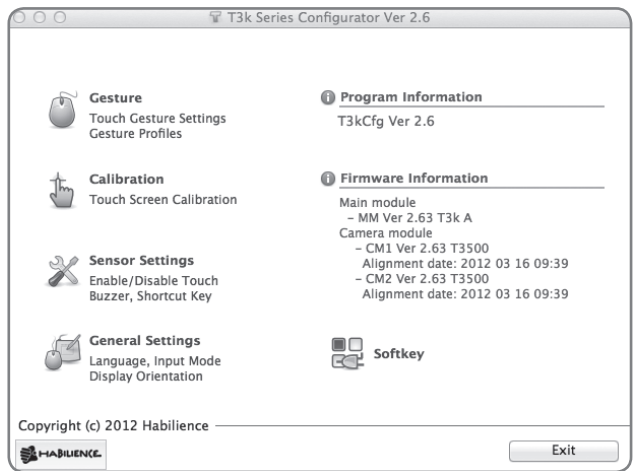 T3k Series Configurator Ver 2.6
Gesture
Touch Gesture Settings
Gesture Profiles
Calibration
Touch Screen Calibration
Sensor Settings
Enable/Disable Touch
Buzzer, Shortcut Key
General Settings
Language, Input Mode
Display Orientation
Program Information
T3kCfg Ver 2.6
Firmware Information
Main module
– MM Ver 2.63 T3k A
Camera module
– CM1 Ver 2.63 T3500
Alignment date: 2012 03 16 09:39
– CM2 Ver 2.63 T3500
Alignment date: 2012 03 16 09:39
Softkey
Copyright (c) 2012 Habilience
HABILIENCE
Exit